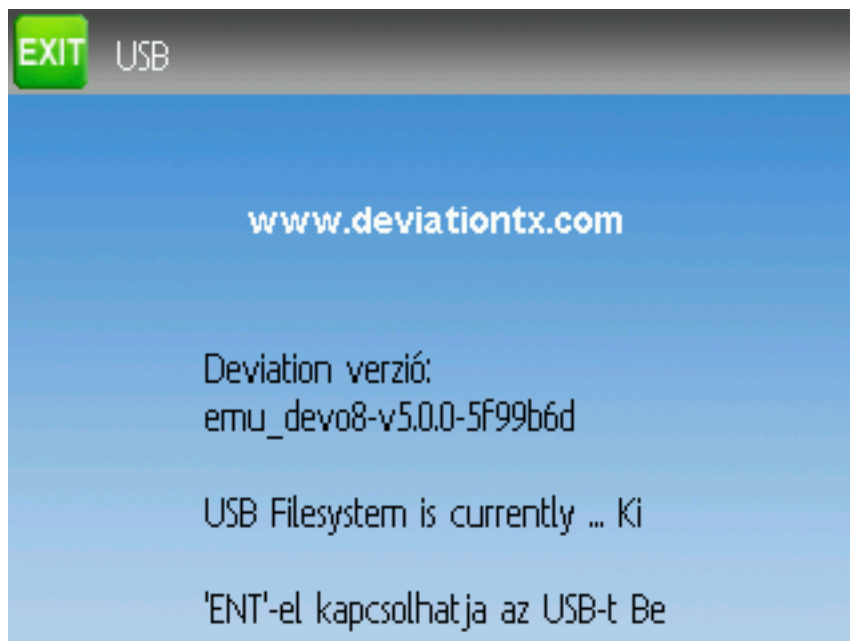 EXIT USB
www.deviationtx.com
Deviation verzió:
emu_devo8-v5.0.0-5f99b6d
USB Filesystem is currently ... Ki
'ENT'-el kapcsolhatja az USB-t Be